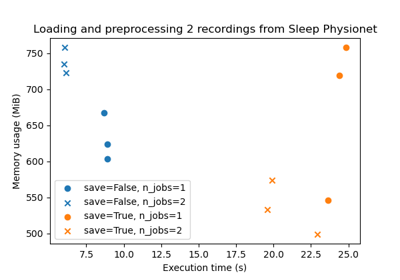 Loading and preprocessing 2 recordings from Sleep Physionet
Memory usage (MiB)
750
700
650
600
550
500
save=False, n_jobs=1
save=False, n_jobs=2
save=True, n_jobs=1
save=True, n_jobs=2
7.5 10.0 12.5 15.0 17.5 20.0 22.5 25.0
Execution time (s)